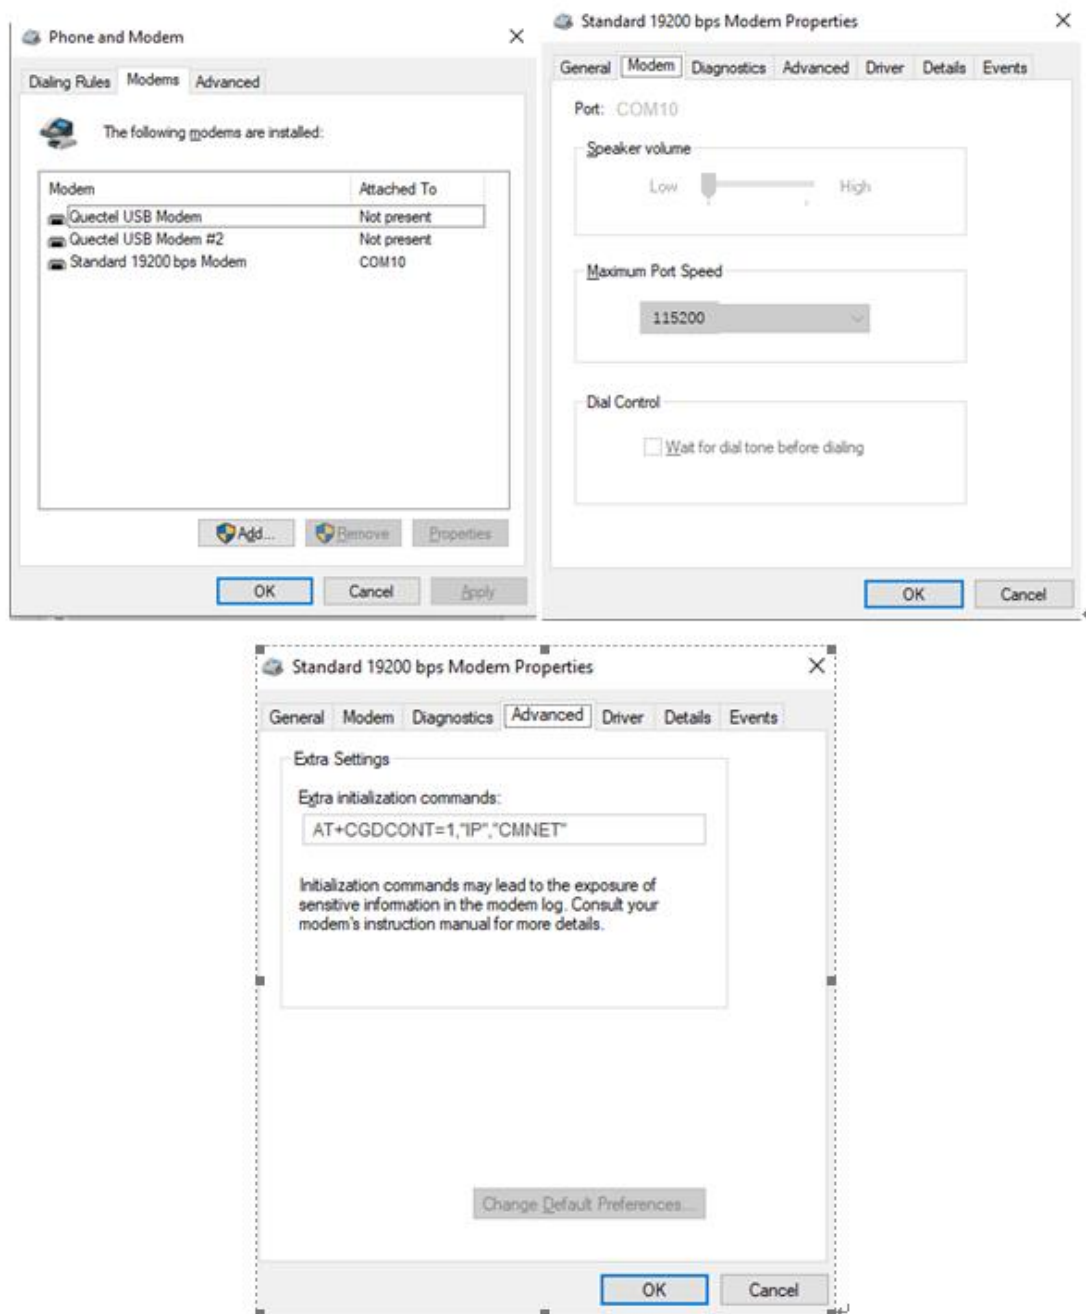 Phone and Modem
Dialing Rules Modems Advanced
The following modems are installed:
Modem Attached To
Quectel USB Modem Not present
Quectel USB Modem #2 Not present
Standard 19200 bps Modem COM10
Add... Remove Properties
OK Cancel Apply
Standard 19200 bps Modem Properties
General Modem Diagnostics Advanced Driver Details Events
Port: COM10
Speaker volume
Low High
Maximum Port Speed
115200
Dial Control
Wait for dial tone before dialing
OK Cancel
Standard 19200 bps Modem Properties
General Modem Diagnostics Advanced Driver Details Events
Extra Settings
Extra initialization commands:
AT+CGDCONT=1,"IP","CMNET"
Initialization commands may lead to the exposure of
sensitive information in the modem log. Consult your
modem's instruction manual for more details.
Change Default Preferences...
OK Cancel